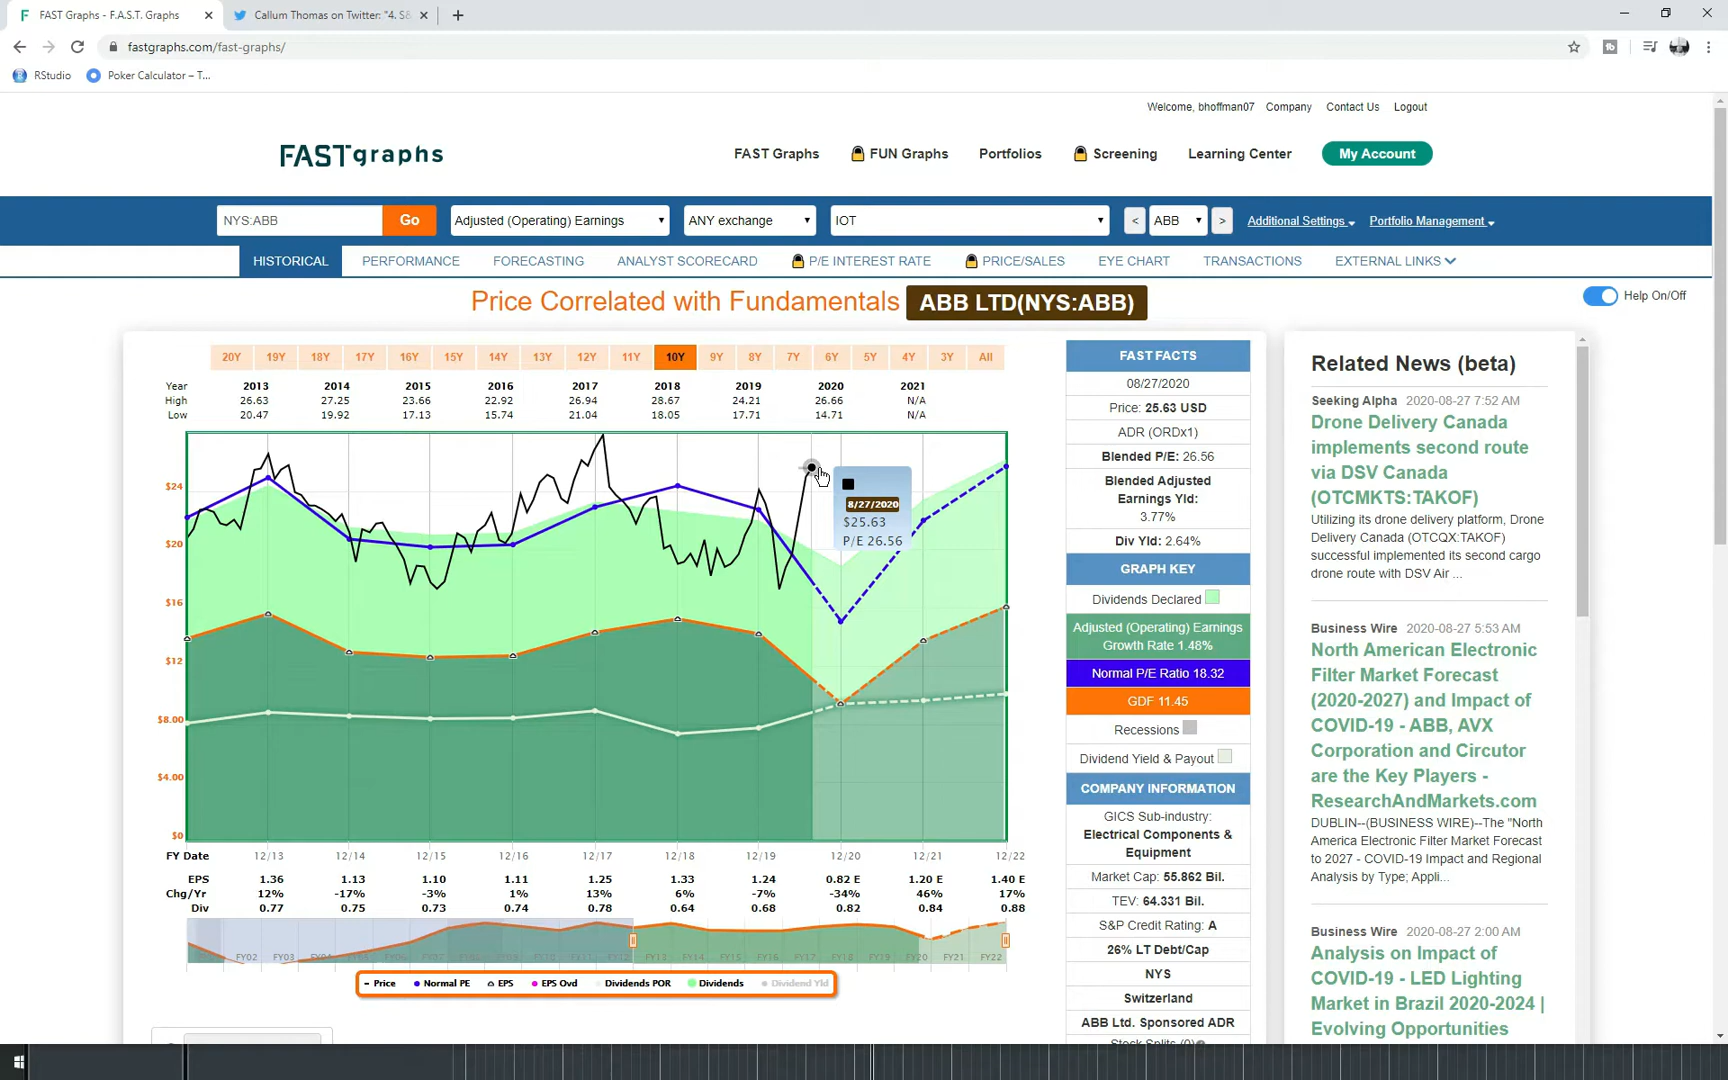 FAST Graphs - F.A.S.T. Graphs
Callum Thomas on Twitter: "4. S&
fastgraphs.com/fast-graphs/
RStudio
Poker Calculator – T...
Welcome, bhoffman07 Company Contact Us Logout
FASTgraphs
FAST Graphs FUN Graphs Portfolios Screening Learning Center My Account
NYS:ABB Go Adjusted (Operating) Earnings ANY exchange IOT < ABB > Additional Settings Portfolio Management
HISTORICAL PERFORMANCE FORECASTING ANALYST SCORECARD P/E INTEREST RATE PRICE/SALES EYE CHART TRANSACTIONS EXTERNAL LINKS
Price Correlated with Fundamentals ABB LTD(NYS:ABB)
Help On/Off
20Y 19Y 18Y 17Y 16Y 15Y 14Y 13Y 12Y 11Y 10Y 9Y 8Y 7Y 6Y 5Y 4Y 3Y All
Year 2013 2014 2015 2016 2017 2018 2019 2020 2021
High 26.63 27.25 23.66 22.92 26.94 28.67 24.21 26.66 N/A
Low 20.47 19.92 17.13 15.74 21.04 18.05 17.71 14.71 N/A
$24
$20
$16
$12
$8.00
$4.00
$0
8/27/2020
$25.63
P/E 26.56
FY Date 12/13 12/14 12/15 12/16 12/17 12/18 12/19 12/20 12/21 12/22
EPS 1.36 1.13 1.10 1.11 1.25 1.33 1.24 0.82 E 1.20 E 1.40 E
Chg/Yr 12% -17% -3% 1% 13% 6% -7% -34% 46% 17%
Div 0.77 0.75 0.73 0.74 0.78 0.64 0.68 0.82 0.84 0.88
FY02 FY03 FY13 FY14 FY15 FY16 FY17 FY18 FY19 FY20 FY21 FY22
Price Normal PE EPS EPS Ovd Dividends POR Dividends Dividend Yld
FAST FACTS
08/27/2020
Price: 25.63 USD
ADR (ORDx1)
Blended P/E: 26.56
Blended Adjusted
Earnings Yld:
3.77%
Div Yld: 2.64%
GRAPH KEY
Dividends Declared
Adjusted (Operating) Earnings
Growth Rate 1.48%
Normal P/E Ratio 18.32
GDF 11.45
Recessions
Dividend Yield & Payout
COMPANY INFORMATION
GICS Sub-industry:
Electrical Components &
Equipment
Market Cap: 55.862 Bil.
TEV: 64.331 Bil.
S&P Credit Rating: A
26% LT Debt/Cap
NYS
Switzerland
ABB Ltd. Sponsored ADR
Stock Splits (0)
Related News (beta)
Seeking Alpha 2020-08-27 7:52 AM
Drone Delivery Canada
implements second route
via DSV Canada
(OTCMKTS:TAKOF)
Utilizing its drone delivery platform, Drone
Delivery Canada (OTCQX:TAKOF)
successful implemented its second cargo
drone route with DSV Air ...
Business Wire 2020-08-27 5:53 AM
North American Electronic
Filter Market Forecast
(2020-2027) and Impact of
COVID-19 - ABB, AVX
Corporation and Circutor
are the Key Players -
ResearchAndMarkets.com
DUBLIN--(BUSINESS WIRE)--The "North
America Electronic Filter Market Forecast
to 2027 - COVID-19 Impact and Regional
Analysis by Type; Appli...
Business Wire 2020-08-27 2:00 AM
Analysis on Impact of
COVID-19 - LED Lighting
Market in Brazil 2020-2024 |
Evolving Opportunities